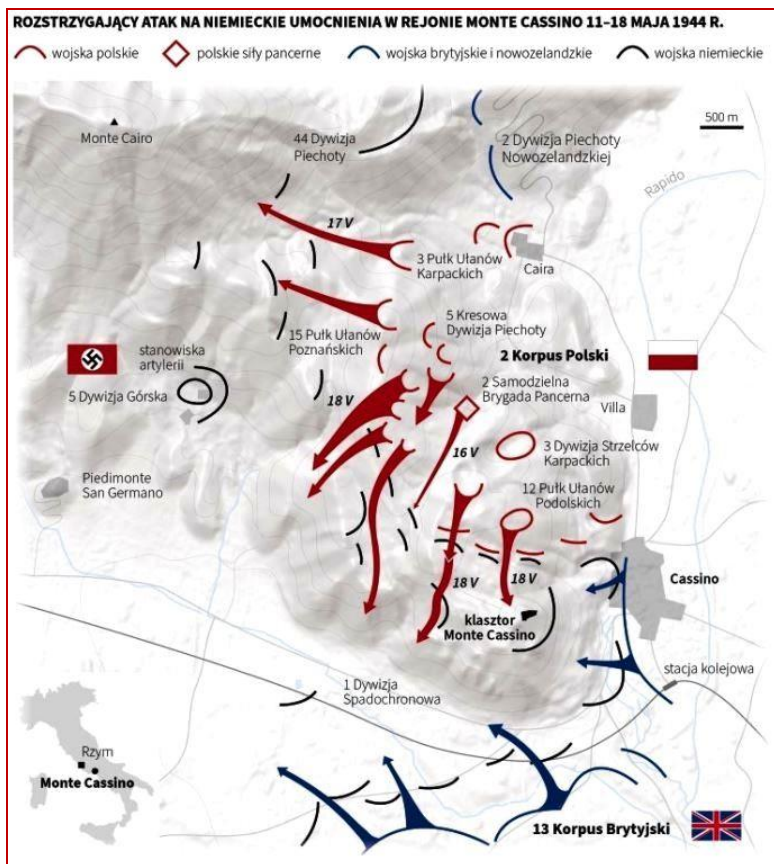 ROZSTRZYGAJĄCY ATAK NA NIEMIECKIE UMOCNIENIA W REJONIE MONTE CASSINO 11–18 MAJA 1944 R.
wojska polskie
polskie siły pancerne
wojska brytyjskie i nowozelandzkie
wojska niemieckie
Monte Cairo
44 Dywizja
Piechoty
2 Dywizja Piechoty
Nowozelandzkiej
500 m
Rapido
17 V
3 Pułk Ułanów
Karpackich
Caira
15 Pułk Ułanów
Poznańskich
5 Kresowa
Dywizja Piechoty
2 Korpus Polski
stanowiska
artylerii
5 Dywizja Górska
18 V
2 Samodzielna
Brygada Pancerna
Villa
16 V
3 Dywizja Strzelców
Karpackich
Piedimonte
San Germano
12 Pułk Ułanów
Podolskich
18 V
18 V
Cassino
klasztor
Monte Cassino
stacja kolejowa
1 Dywizja
Spadochronowa
Rzym
Monte Cassino
13 Korpus Brytyjski